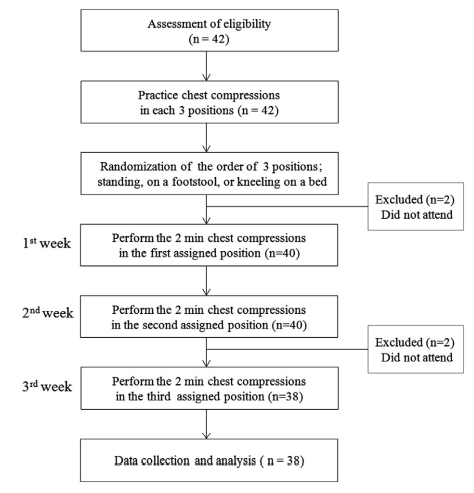 Assessment of eligibility
(n = 42)
Practice chest compressions
in each 3 positions (n = 42)
Randomization of the order of 3 positions;
standing, on a footstool, or kneeling on a bed
Excluded (n=2)
Did not attend
1st week
Perform the 2 min chest compressions
in the first assigned position (n=40)
2nd week
Perform the 2 min chest compressions
in the second assigned position (n=40)
Excluded (n=2)
Did not attend
3rd week
Perform the 2 min chest compressions
in the third assigned position (n=38)
Data collection and analysis ( n = 38)